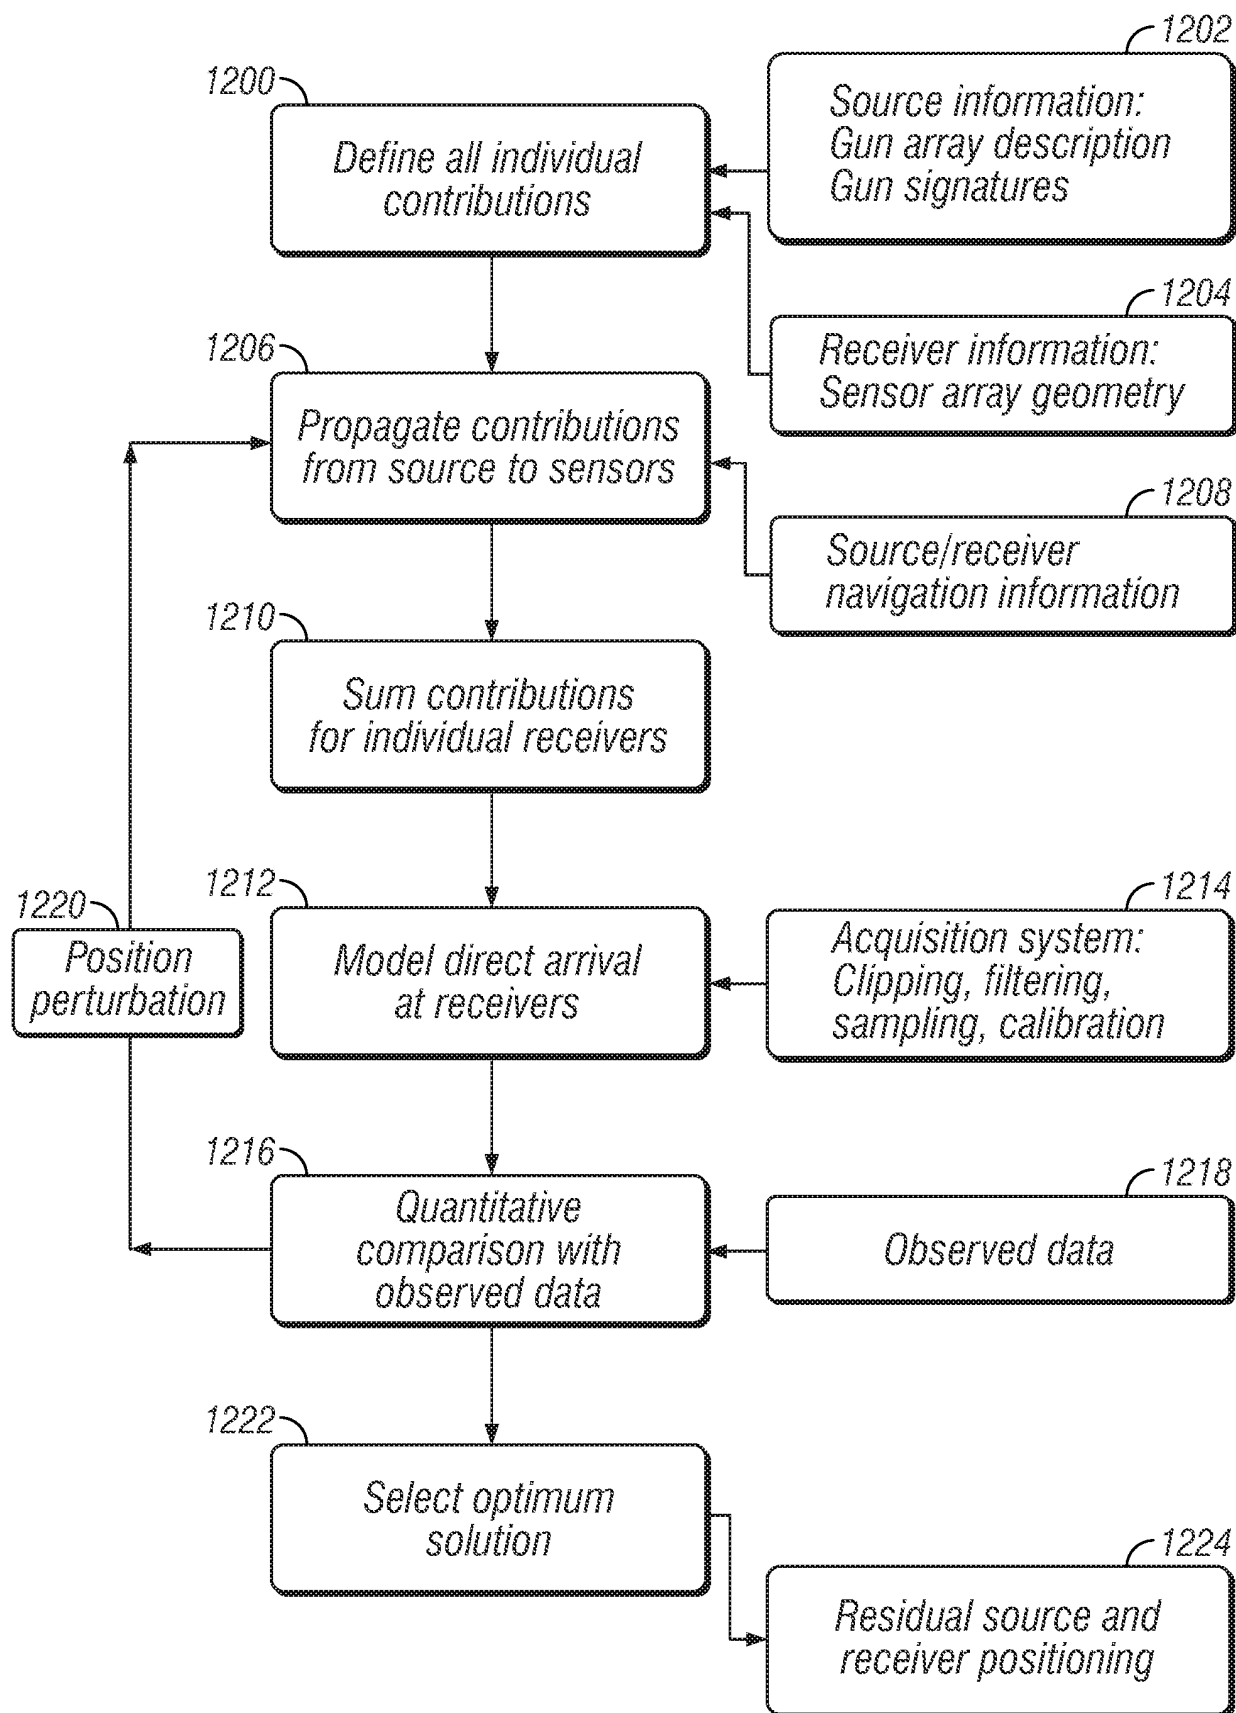 1202
1200
Source information:
Gun array description
Gun signatures
Define all individual
contributions
1204
1206
Receiver information:
Sensor array geometry
Propagate contributions
from source to sensors
1208
Source/receiver
navigation information
1210
Sum contributions
for individual receivers
1212
1214
1220
Position
perturbation
Model direct arrival
at receivers
Acquisition system:
Clipping, filtering,
sampling, calibration
1216
1218
Quantitative
comparison with
observed data
Observed data
1222
Select optimum
solution
1224
Residual source and
receiver positioning